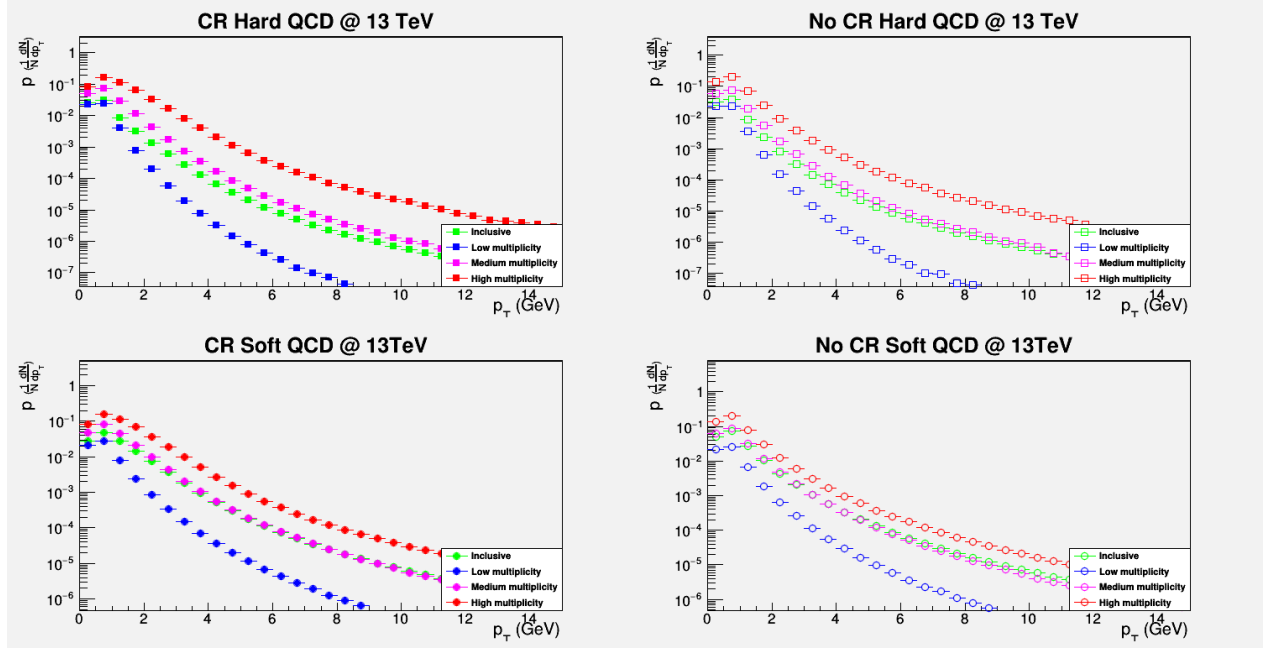 CR Hard QCD @ 13 TeV
p (1/N dN/dp_T)
1
10^-1
10^-2
10^-3
10^-4
10^-5
10^-6
10^-7
0 2 4 6 8 10 12 14
p_T (GeV)
Inclusive
Low multiplicity
Medium multiplicity
High multiplicity
No CR Hard QCD @ 13 TeV
p (1/N dN/dp_T)
1
10^-1
10^-2
10^-3
10^-4
10^-5
10^-6
10^-7
0 2 4 6 8 10 12 14
p_T (GeV)
Inclusive
Low multiplicity
Medium multiplicity
High multiplicity
CR Soft QCD @ 13TeV
p (1/N dN/dp_T)
1
10^-1
10^-2
10^-3
10^-4
10^-5
10^-6
0 2 4 6 8 10 12 14
p_T (GeV)
Inclusive
Low multiplicity
Medium multiplicity
High multiplicity
No CR Soft QCD @ 13TeV
p (1/N dN/dp_T)
1
10^-1
10^-2
10^-3
10^-4
10^-5
10^-6
0 2 4 6 8 10 12 14
p_T (GeV)
Inclusive
Low multiplicity
Medium multiplicity
High multiplicity